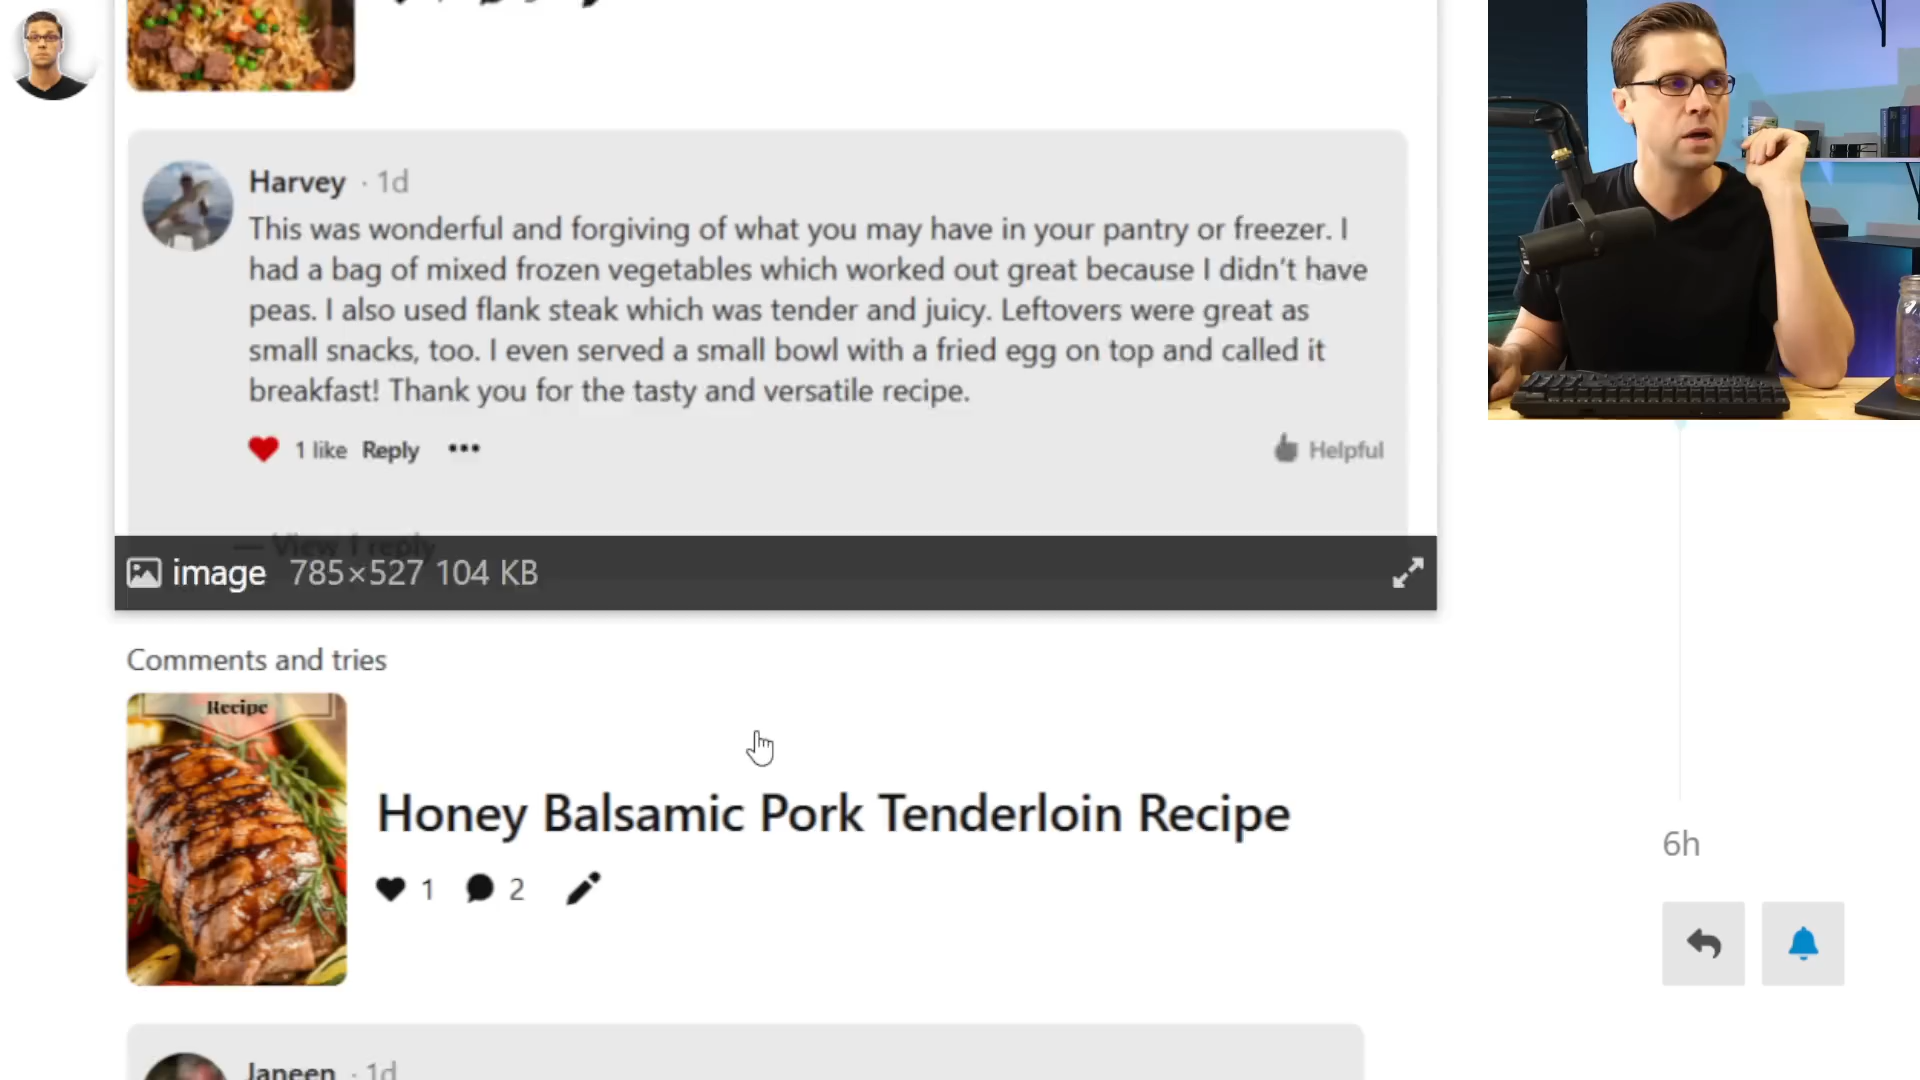 Harvey · 1d
This was wonderful and forgiving of what you may have in your pantry or freezer. I
had a bag of mixed frozen vegetables which worked out great because I didn’t have
peas. I also used flank steak which was tender and juicy. Leftovers were great as
small snacks, too. I even served a small bowl with a fried egg on top and called it
breakfast! Thank you for the tasty and versatile recipe.
1 like Reply •••
Helpful
— View 1 reply
image 785×527 104 KB
Comments and tries
Recipe
Honey Balsamic Pork Tenderloin Recipe
1 2
6h
Janeen · 1d